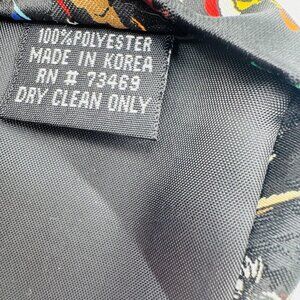 100% POLYESTER
MADE IN KOREA
RN # 73469
DRY CLEAN ONLY